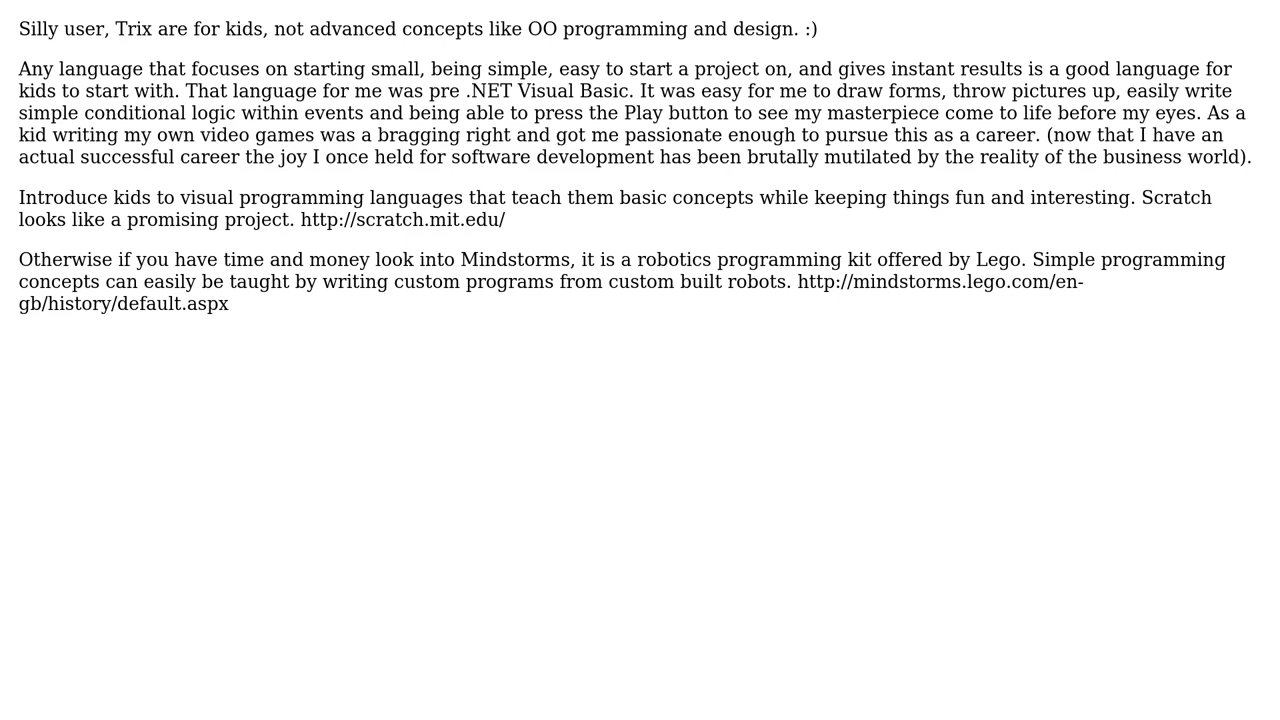 Silly user, Trix are for kids, not advanced concepts like OO programming and design. :)
Any language that focuses on starting small, being simple, easy to start a project on, and gives instant results is a good language for
kids to start with. That language for me was pre .NET Visual Basic. It was easy for me to draw forms, throw pictures up, easily write
simple conditional logic within events and being able to press the Play button to see my masterpiece come to life before my eyes. As a
kid writing my own video games was a bragging right and got me passionate enough to pursue this as a career. (now that I have an
actual successful career the joy I once held for software development has been brutally mutilated by the reality of the business world).
Introduce kids to visual programming languages that teach them basic concepts while keeping things fun and interesting. Scratch
looks like a promising project. http://scratch.mit.edu/
Otherwise if you have time and money look into Mindstorms, it is a robotics programming kit offered by Lego. Simple programming
concepts can easily be taught by writing custom programs from custom built robots. http://mindstorms.lego.com/en-
gb/history/default.aspx